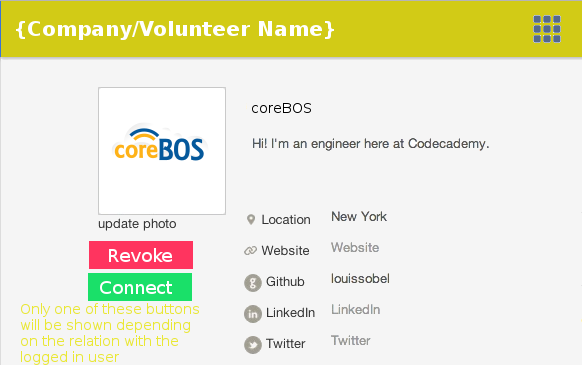 {Company/Volunteer Name}
coreBOS
coreBOS
Hi! I'm an engineer here at Codecademy.
update photo
Location New York
Revoke
Website Website
Connect
Github louissobel
Only one of these buttons
will be shown depending
on the relation with the
logged in user
LinkedIn LinkedIn
Twitter Twitter